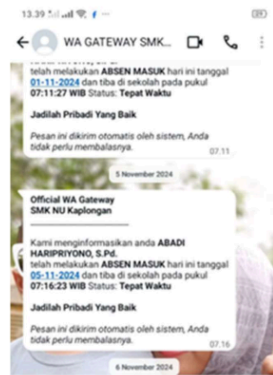 13.39
WA GATEWAY SMK...
telah melakukan ABSEN MASUK hari ini tanggal
01-11-2024 dan tiba di sekolah pada pukul
07:11:27 WIB Status: Tepat Waktu
Jadilah Pribadi Yang Baik
Pesan ini dikirim otomatis oleh sistem, Anda
tidak perlu membalasnya.
07.11
5 November 2024
Official WA Gateway
SMK NU Kaplongan
Kami menginformasikan anda ABADI
HARIPRIYONO, S.Pd.
telah melakukan ABSEN MASUK hari ini tanggal
05-11-2024 dan tiba di sekolah pada pukul
07:16:23 WIB Status: Tepat Waktu
Jadilah Pribadi Yang Baik
Pesan ini dikirim otomatis oleh sistem, Anda
tidak perlu membalasnya.
07.16
6 November 2024